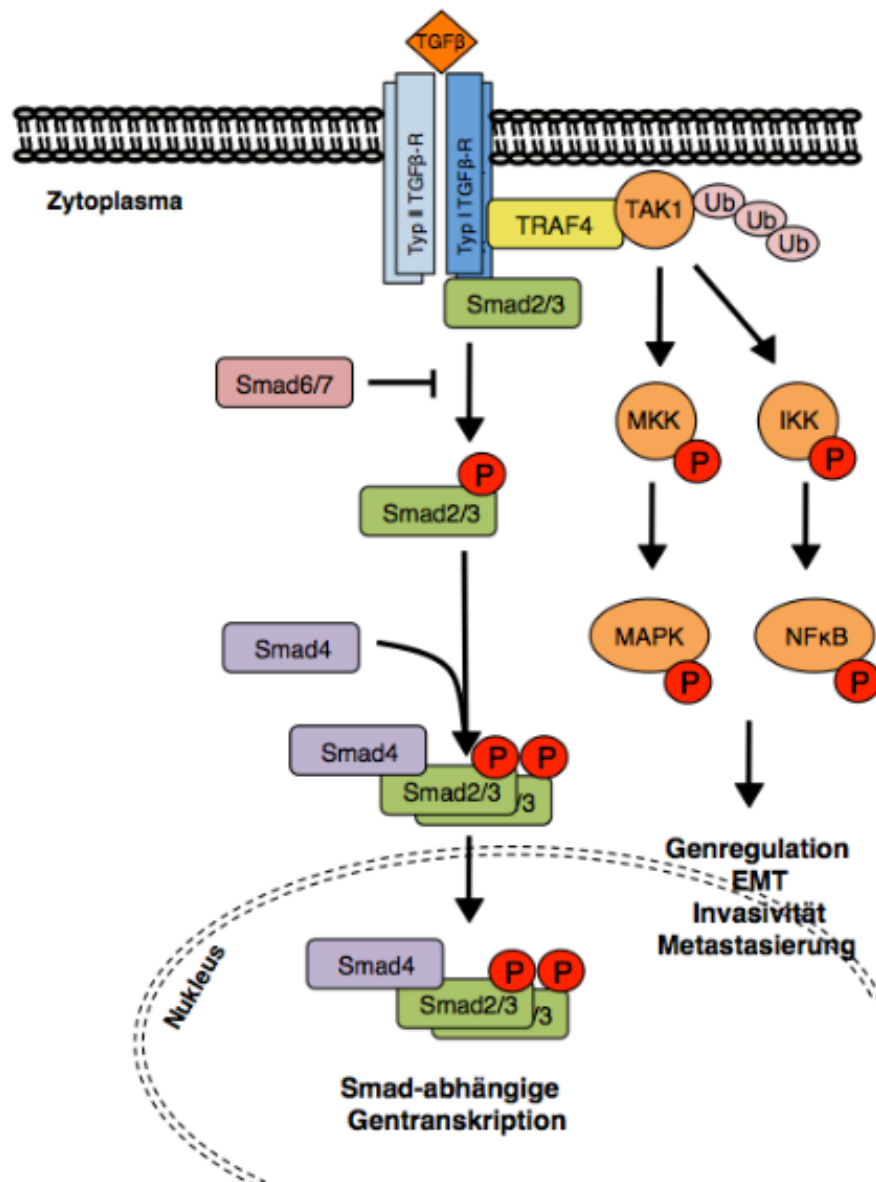 TGFβ
Typ II TGFβ-R
Typ I TGFβ-R
Zytoplasma
TRAF4
TAK1
Ub
Ub
Ub
Smad2/3
Smad6/7
MKK
P
IKK
P
P
Smad2/3
Smad4
MAPK
P
NFκB
P
Smad4
P
P
Smad2/3
/3
Genregulation
EMT
Invasivität
Metastasierung
Nukleus
Smad4
P
P
Smad2/3
/3
Smad-abhängige
Gentranskription